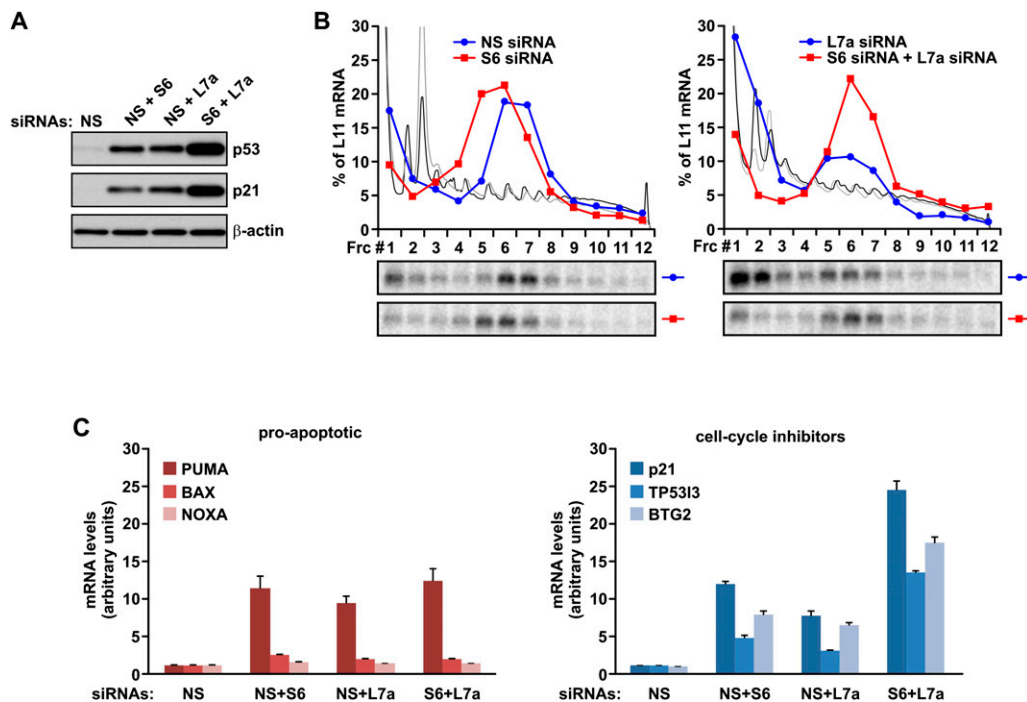 A
siRNAs: NS NS + S6 NS + L7a S6 + L7a
p53
p21
β-actin
B
30
25
20
15
10
5
0
% of L11 mRNA
NS siRNA
S6 siRNA
Frc # 1 2 3 4 5 6 7 8 9 10 11 12
30
25
20
15
10
5
0
% of L11 mRNA
L7a siRNA
S6 siRNA + L7a siRNA
Frc # 1 2 3 4 5 6 7 8 9 10 11 12
C
pro-apoptotic
30
25
20
15
10
5
0
mRNA levels
(arbitrary units)
PUMA
BAX
NOXA
siRNAs: NS NS+S6 NS+L7a S6+L7a
cell-cycle inhibitors
30
25
20
15
10
5
0
mRNA levels
(arbitrary units)
p21
TP53I3
BTG2
siRNAs: NS NS+S6 NS+L7a S6+L7a